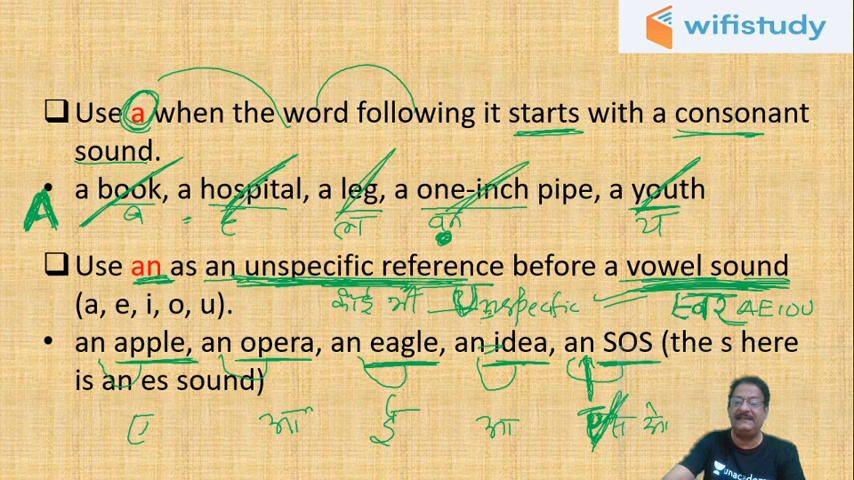 wifistudy
Use a when the word following it starts with a consonant
sound.
• a book, a hospital, a leg, a one-inch pipe, a youth
A
Use an as an unspecific reference before a vowel sound
(a, e, i, o, u).
कोई भी Unspecific स्वर AEIOU
• an apple, an opera, an eagle, an idea, an SOS (the s here
is an es sound)
ए ई
unacademy